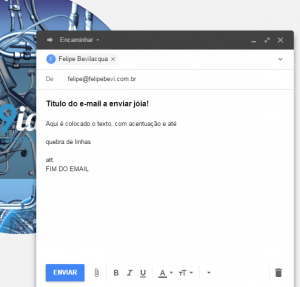 Encaminhar
Felipe Bevilacqua
De felipe@felipebevi.com.br
Título do e-mail a enviar jóia!
Aqui é colocado o texto, com acentuação e até
quebra de linhas
att
FIM DO EMAIL
ENVIAR
B I U A тT